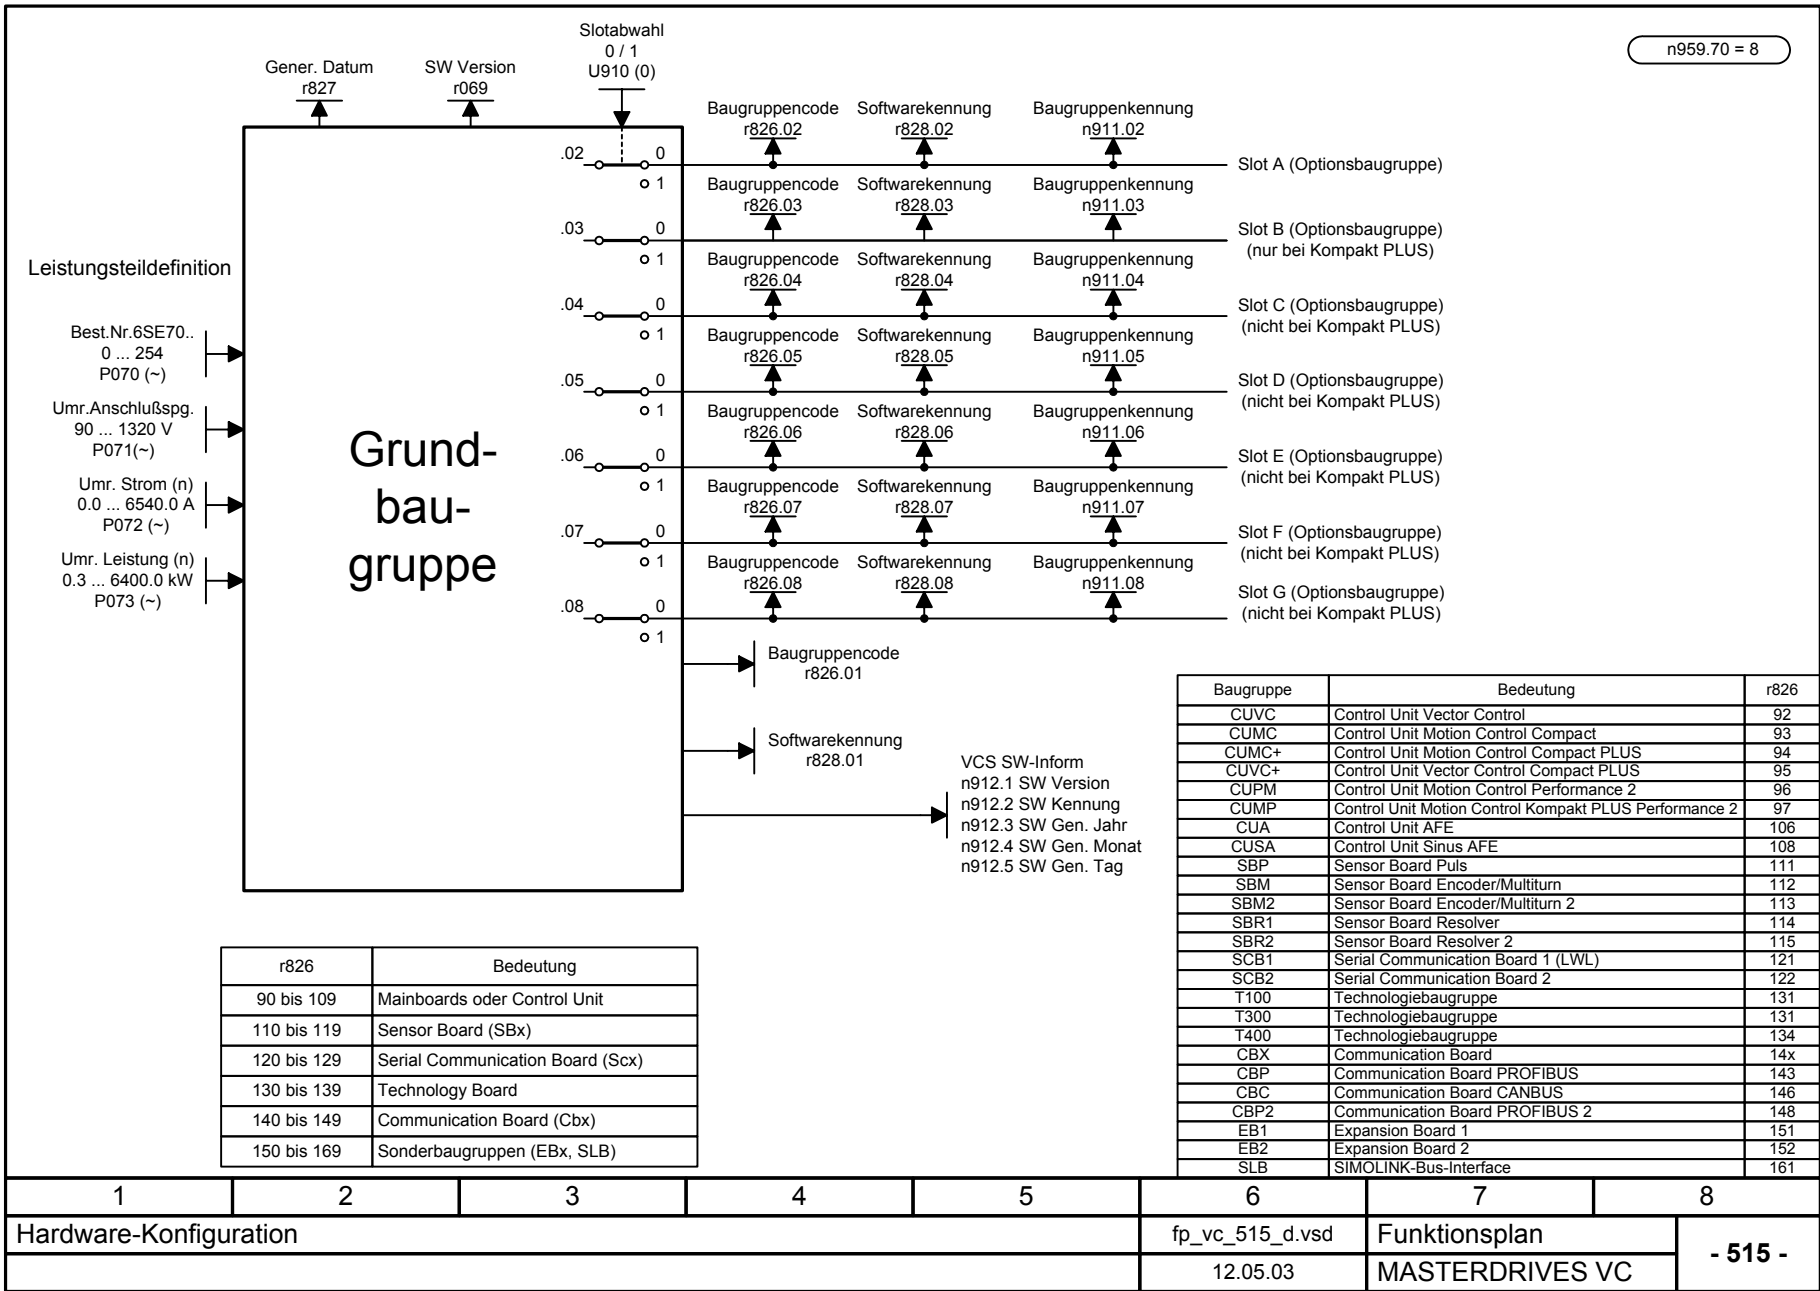 n959.70 = 8
Slotabwahl
0 / 1
U910 (0)
Gener. Datum
r827
SW Version
r069
Leistungsteildefinition
Best.Nr.6SE70..
0 ... 254
P070 (~)
Umr.Anschlußspg.
90 ... 1320 V
P071(~)
Umr. Strom (n)
0.0 ... 6540.0 A
P072 (~)
Umr. Leistung (n)
0.3 ... 6400.0 kW
P073 (~)
Grund-
bau-
gruppe
Baugruppencode Softwarekennung Baugruppenkennung
r826.02 r828.02 n911.02
.02 0 Slot A (Optionsbaugruppe)
1
Baugruppencode Softwarekennung Baugruppenkennung
r826.03 r828.03 n911.03
.03 0 Slot B (Optionsbaugruppe)
(nur bei Kompakt PLUS)
1
Baugruppencode Softwarekennung Baugruppenkennung
r826.04 r828.04 n911.04
.04 0 Slot C (Optionsbaugruppe)
(nicht bei Kompakt PLUS)
1
Baugruppencode Softwarekennung Baugruppenkennung
r826.05 r828.05 n911.05
.05 0 Slot D (Optionsbaugruppe)
(nicht bei Kompakt PLUS)
1
Baugruppencode Softwarekennung Baugruppenkennung
r826.06 r828.06 n911.06
.06 0 Slot E (Optionsbaugruppe)
(nicht bei Kompakt PLUS)
1
Baugruppencode Softwarekennung Baugruppenkennung
r826.07 r828.07 n911.07
.07 0 Slot F (Optionsbaugruppe)
(nicht bei Kompakt PLUS)
1
Baugruppencode Softwarekennung Baugruppenkennung
r826.08 r828.08 n911.08
.08 0 Slot G (Optionsbaugruppe)
(nicht bei Kompakt PLUS)
1
Baugruppencode
r826.01
Softwarekennung
r828.01
VCS SW-Inform
n912.1 SW Version
n912.2 SW Kennung
n912.3 SW Gen. Jahr
n912.4 SW Gen. Monat
n912.5 SW Gen. Tag
Baugruppe Bedeutung r826
CUVC Control Unit Vector Control 92
CUMC Control Unit Motion Control Compact 93
CUMC+ Control Unit Motion Control Compact PLUS 94
CUVC+ Control Unit Vector Control Compact PLUS 95
CUPM Control Unit Motion Control Performance 2 96
CUMP Control Unit Motion Control Kompakt PLUS Performance 2 97
CUA Control Unit AFE 106
CUSA Control Unit Sinus AFE 108
SBP Sensor Board Puls 111
SBM Sensor Board Encoder/Multiturn 112
SBM2 Sensor Board Encoder/Multiturn 2 113
SBR1 Sensor Board Resolver 114
SBR2 Sensor Board Resolver 2 115
SCB1 Serial Communication Board 1 (LWL) 121
SCB2 Serial Communication Board 2 122
T100 Technologiebaugruppe 131
T300 Technologiebaugruppe 131
T400 Technologiebaugruppe 134
CBX Communication Board 14x
CBP Communication Board PROFIBUS 143
CBC Communication Board CANBUS 146
CBP2 Communication Board PROFIBUS 2 148
EB1 Expansion Board 1 151
EB2 Expansion Board 2 152
SLB SIMOLINK-Bus-Interface 161
r826 Bedeutung
90 bis 109 Mainboards oder Control Unit
110 bis 119 Sensor Board (SBx)
120 bis 129 Serial Communication Board (Scx)
130 bis 139 Technology Board
140 bis 149 Communication Board (Cbx)
150 bis 169 Sonderbaugruppen (EBx, SLB)
1 2 3 4 5 6 7 8
Hardware-Konfiguration fp_vc_515_d.vsd Funktionsplan - 515 -
12.05.03 MASTERDRIVES VC